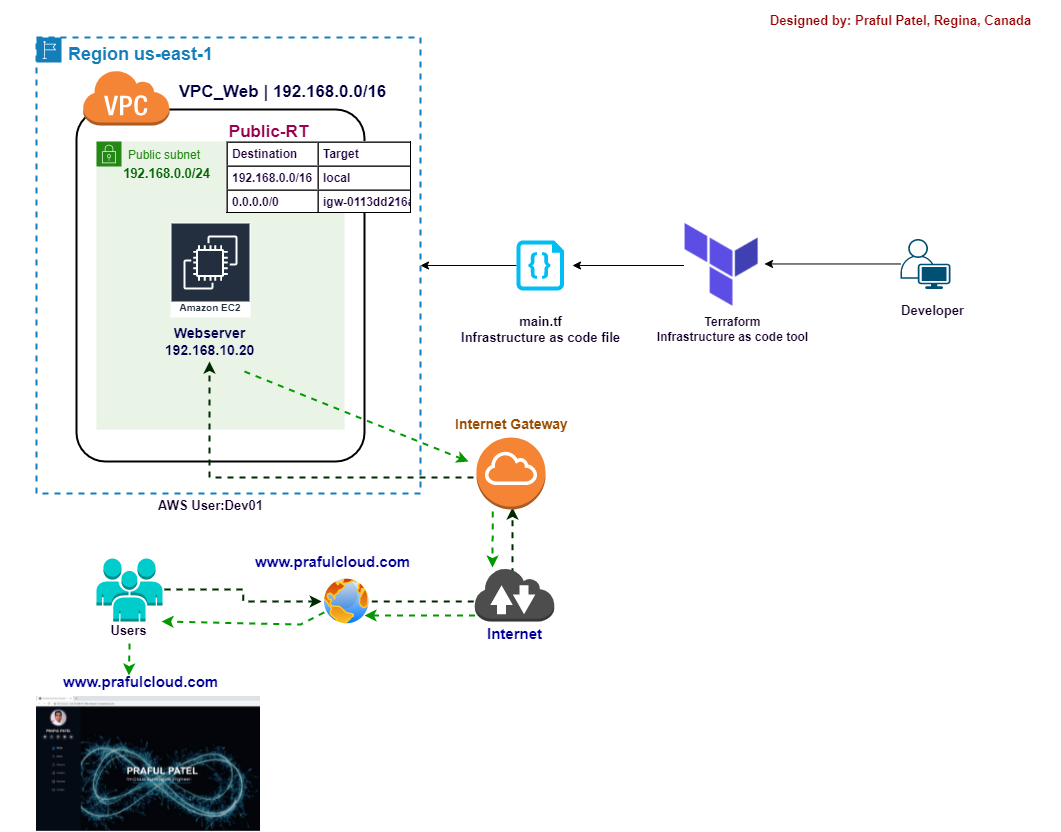 Designed by: Praful Patel, Regina, Canada
Region us-east-1
VPC
VPC_Web | 192.168.0.0/16
Public-RT
Public subnet
192.168.0.0/24
Destination Target
192.168.0.0/16 local
0.0.0.0/0 igw-0113dd216a
Amazon EC2
Webserver
192.168.10.20
{}
main.tf
Infrastructure as code file
Terraform
Infrastructure as code tool
Developer
Internet Gateway
AWS User:Dev01
www.prafulcloud.com
Users
Internet
www.prafulcloud.com
PRAFUL PATEL
PRAFUL PATEL